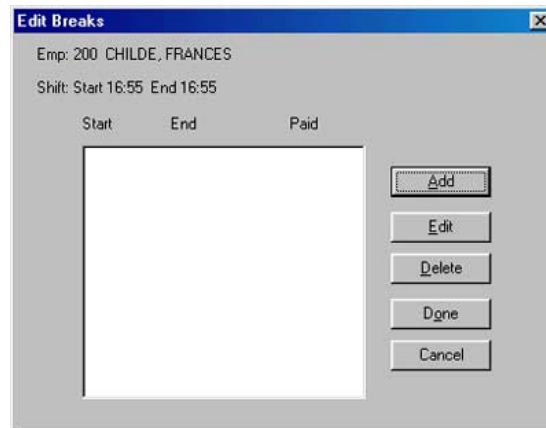 Edit Breaks
Emp: 200 CHILDE, FRANCES
Shift: Start 16:55 End 16:55
Start End Paid
Add
Edit
Delete
Done
Cancel